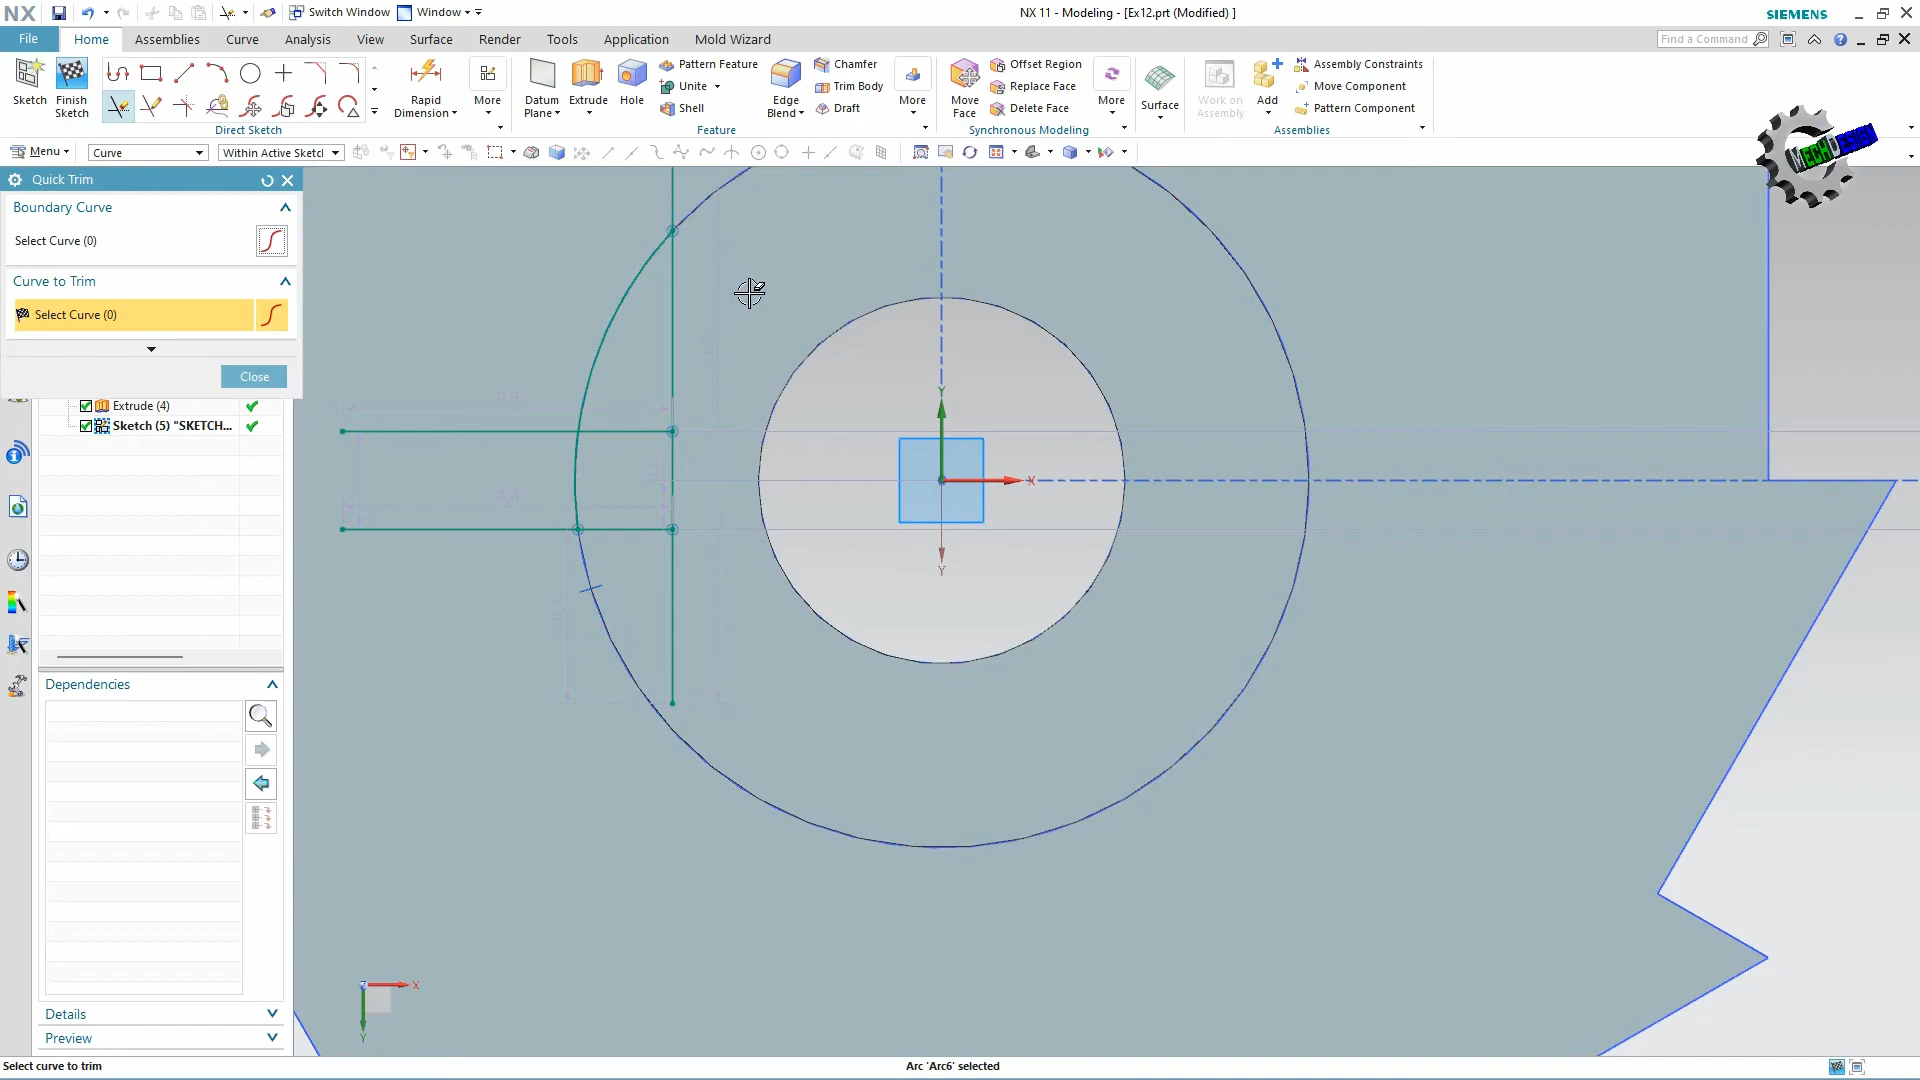 NX
Switch Window
Window
NX 11 - Modeling - [Ex12.prt (Modified) ]
SIEMENS
File
Home
Assemblies
Curve
Analysis
View
Surface
Render
Tools
Application
Mold Wizard
Find a Command
Sketch
Finish
Sketch
Direct Sketch
Rapid
Dimension
More
Datum
Plane
Extrude
Hole
Pattern Feature
Unite
Shell
Edge
Blend
Chamfer
Trim Body
Draft
More
Feature
Move
Face
Offset Region
Replace Face
Delete Face
More
Synchronous Modeling
Surface
Work on
Assembly
Add
Assembly Constraints
Move Component
Pattern Component
Assemblies
MECHDESIGN
Menu
Curve
Within Active Sketcl
Quick Trim
Boundary Curve
Select Curve (0)
Curve to Trim
Select Curve (0)
Close
Extrude (4)
Sketch (5) "SKETCH...
Dependencies
Details
Preview
Y
X
Y
X
Y
Select curve to trim
Arc 'Arc6' selected